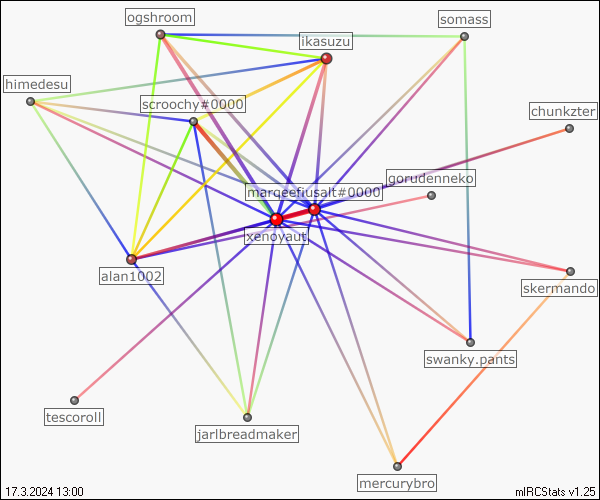 ogshroom
somass
ikasuzu
himedesu
scroochy#0000
chunkzter
gorudenneko
marqeefiusalt#0000
xenoyaut
alan1002
skermando
swanky.pants
tescoroll
jarlbreadmaker
mercurybro
17.3.2024 13:00
mIRCStats v1.25